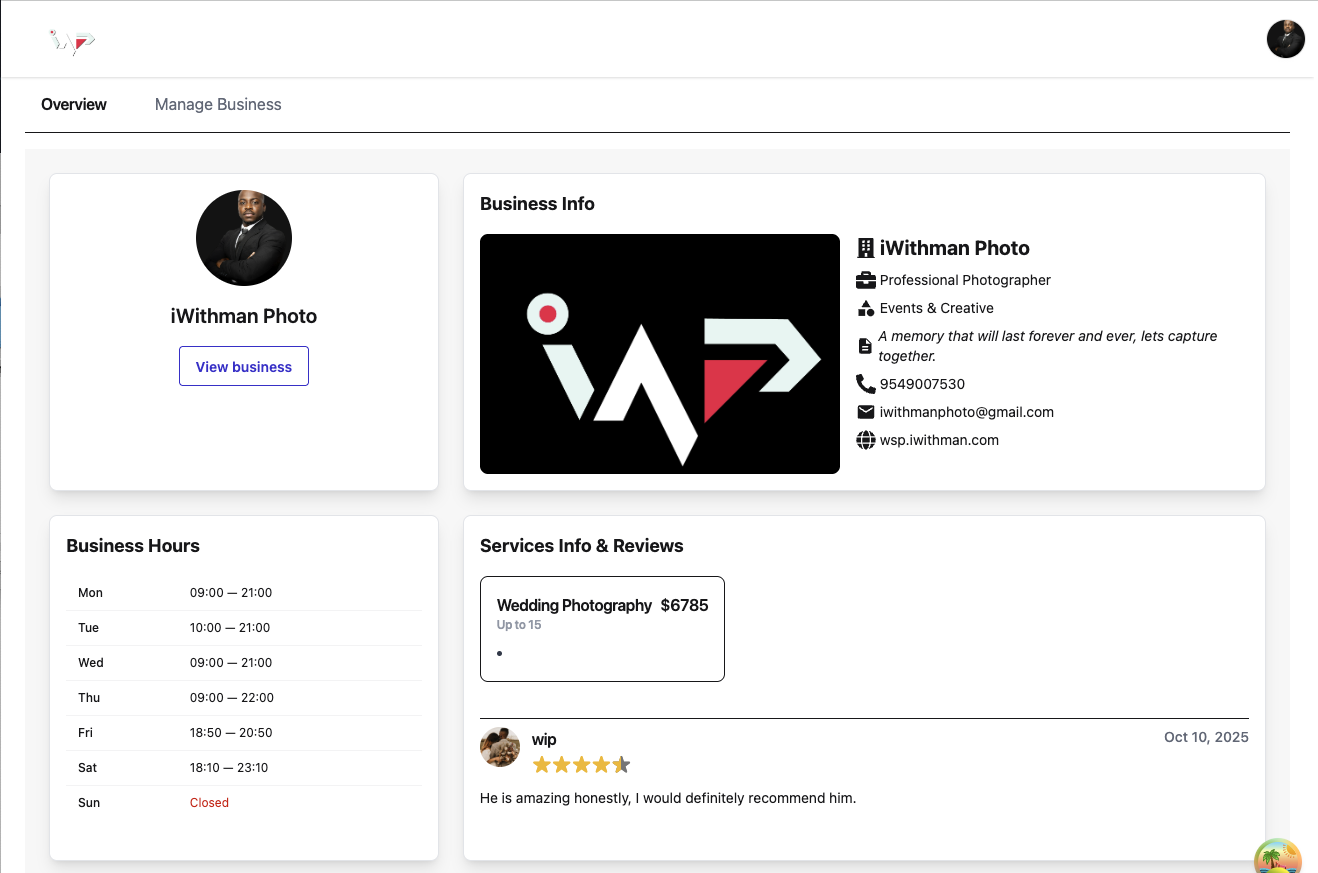 iWP
Overview
Manage Business
iWithman Photo
View business
Business Info
iWP
iWithman Photo
Professional Photographer
Events & Creative
A memory that will last forever and ever, lets capture
together.
9549007530
iwithmanphoto@gmail.com
wsp.iwithman.com
Business Hours
Mon 09:00 — 21:00
Tue 10:00 — 21:00
Wed 09:00 — 21:00
Thu 09:00 — 22:00
Fri 18:50 — 20:50
Sat 18:10 — 23:10
Sun Closed
Services Info & Reviews
Wedding Photography $6785
Up to 15
wip
Oct 10, 2025
He is amazing honestly, I would definitely recommend him.